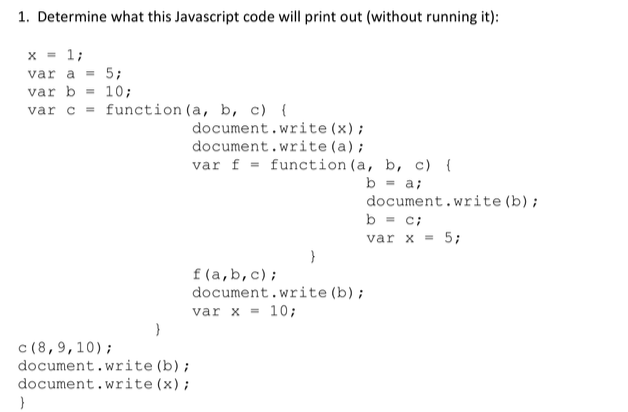 1. Determine what this Javascript code will print out (without running it):
x = 1;
var a = 5;
var b = 10;
var c = function(a, b, c) {
document.write(x);
document.write(a);
var f = function(a, b, c) {
b = a;
document.write(b);
b = c;
var x = 5;
}
f(a,b,c);
document.write(b);
var x = 10;
}
c(8,9,10);
document.write(b);
document.write(x);
}